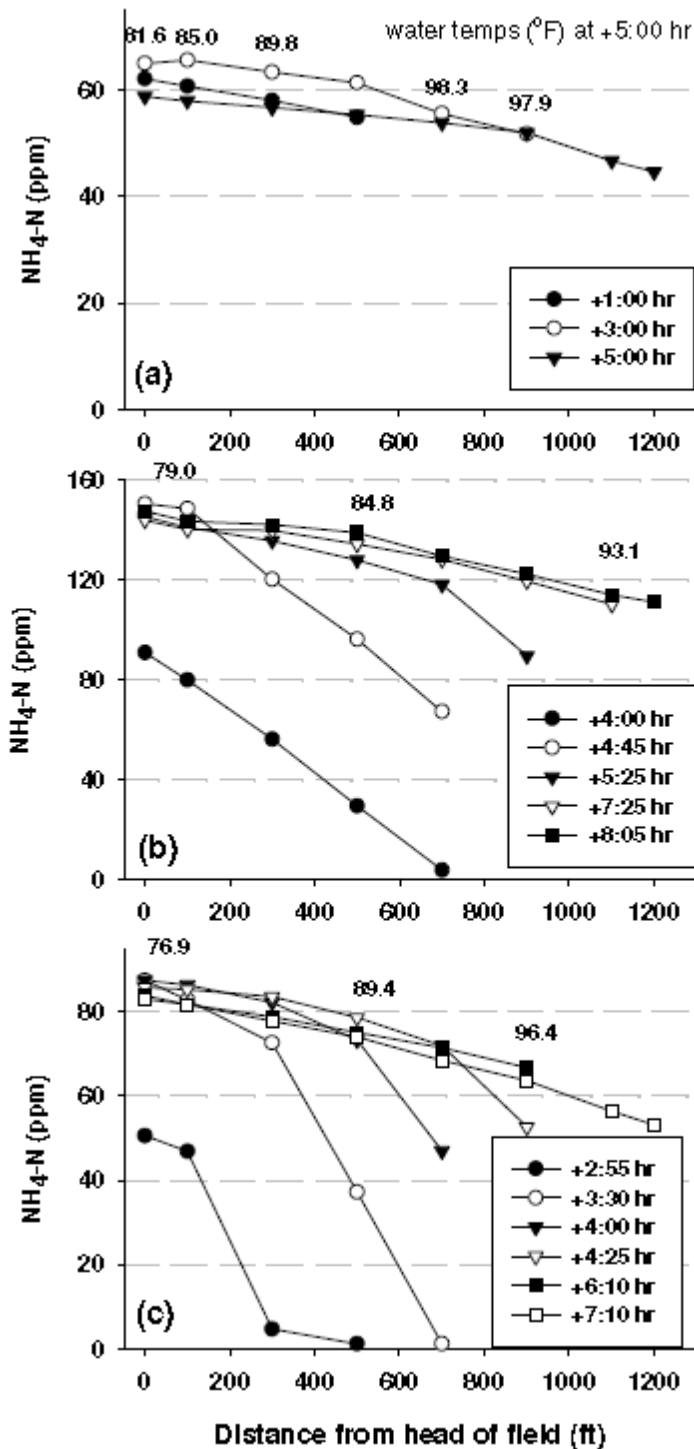 water temps (°F) at +5:00 hr
81.6 85.0 89.8 98.3 97.9
NH4-N (ppm)
60
40
20
0
+1:00 hr
+3:00 hr
+5:00 hr
(a)
0 200 400 600 800 1000 1200
79.0 84.8 93.1
NH4-N (ppm)
160
120
80
40
0
+4:00 hr
+4:45 hr
+5:25 hr
+7:25 hr
+8:05 hr
(b)
0 200 400 600 800 1000 1200
76.9 89.4 96.4
NH4-N (ppm)
80
60
40
20
0
+2:55 hr
+3:30 hr
+4:00 hr
+4:25 hr
+6:10 hr
+7:10 hr
(c)
0 200 400 600 800 1000 1200
Distance from head of field (ft)